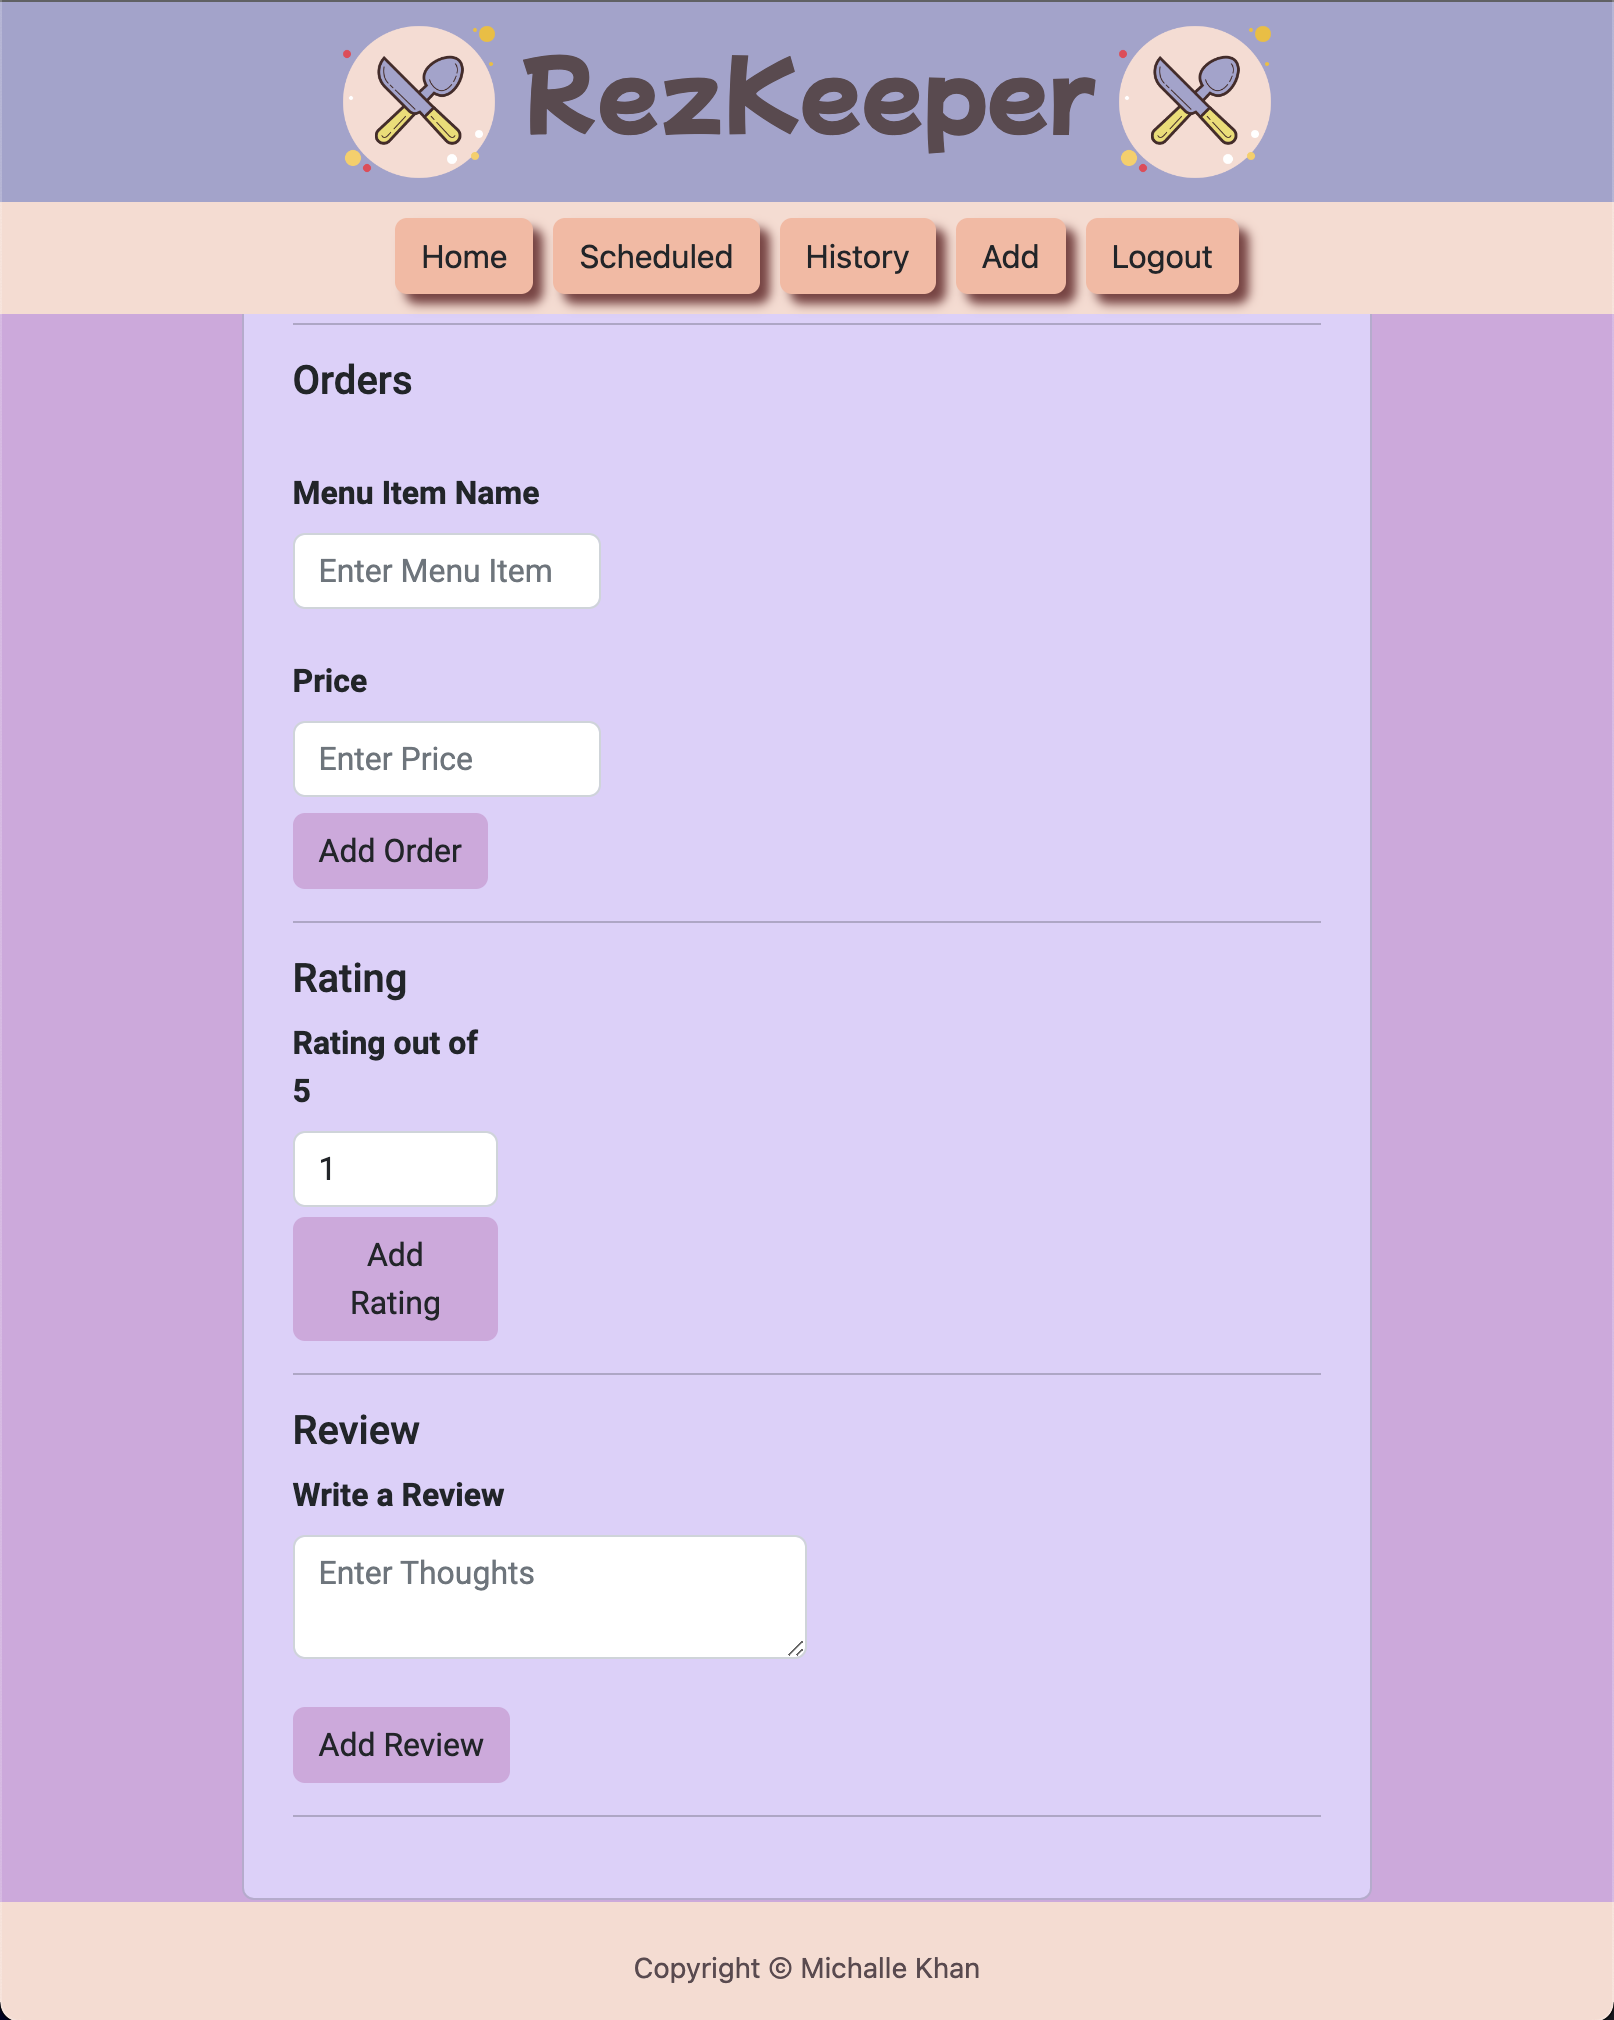 RezKeeper
Home Scheduled History Add Logout
Orders
Menu Item Name
Enter Menu Item
Price
Enter Price
Add Order
Rating
Rating out of
5
1
Add
Rating
Review
Write a Review
Enter Thoughts
Add Review
Copyright © Michalle Khan